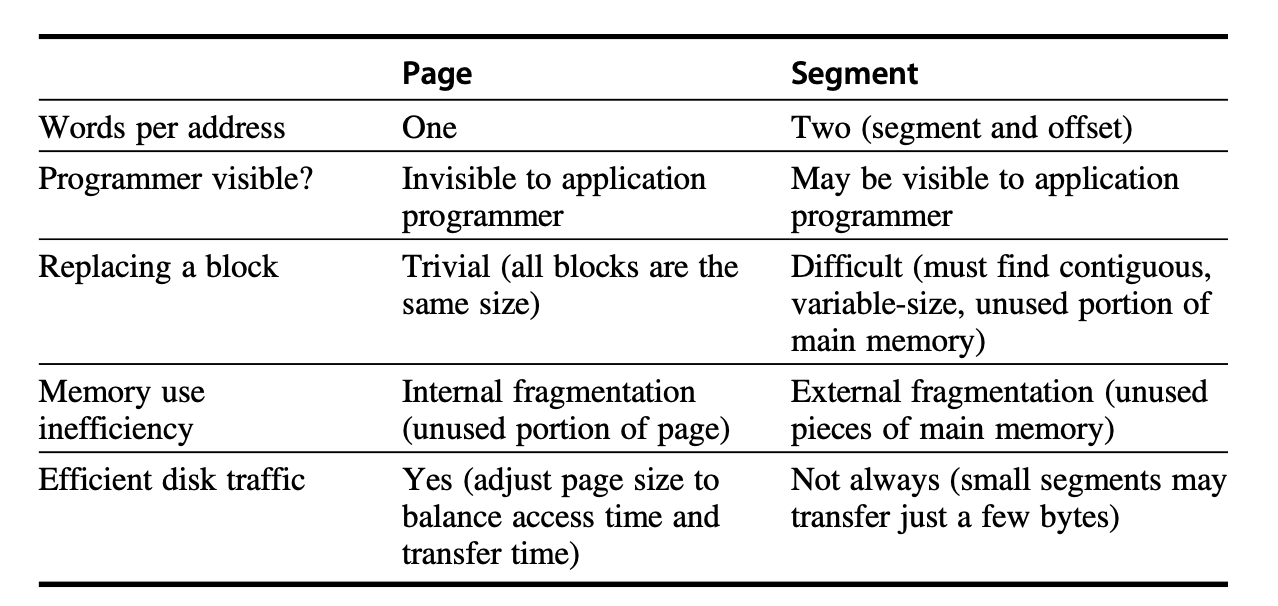 Page Segment
Words per address One Two (segment and offset)
Programmer visible? Invisible to application May be visible to application
programmer programmer
Replacing a block Trivial (all blocks are the Difficult (must find contiguous,
same size) variable-size, unused portion of
main memory)
Memory use Internal fragmentation External fragmentation (unused
inefficiency (unused portion of page) pieces of main memory)
Efficient disk traffic Yes (adjust page size to Not always (small segments may
balance access time and transfer just a few bytes)
transfer time)